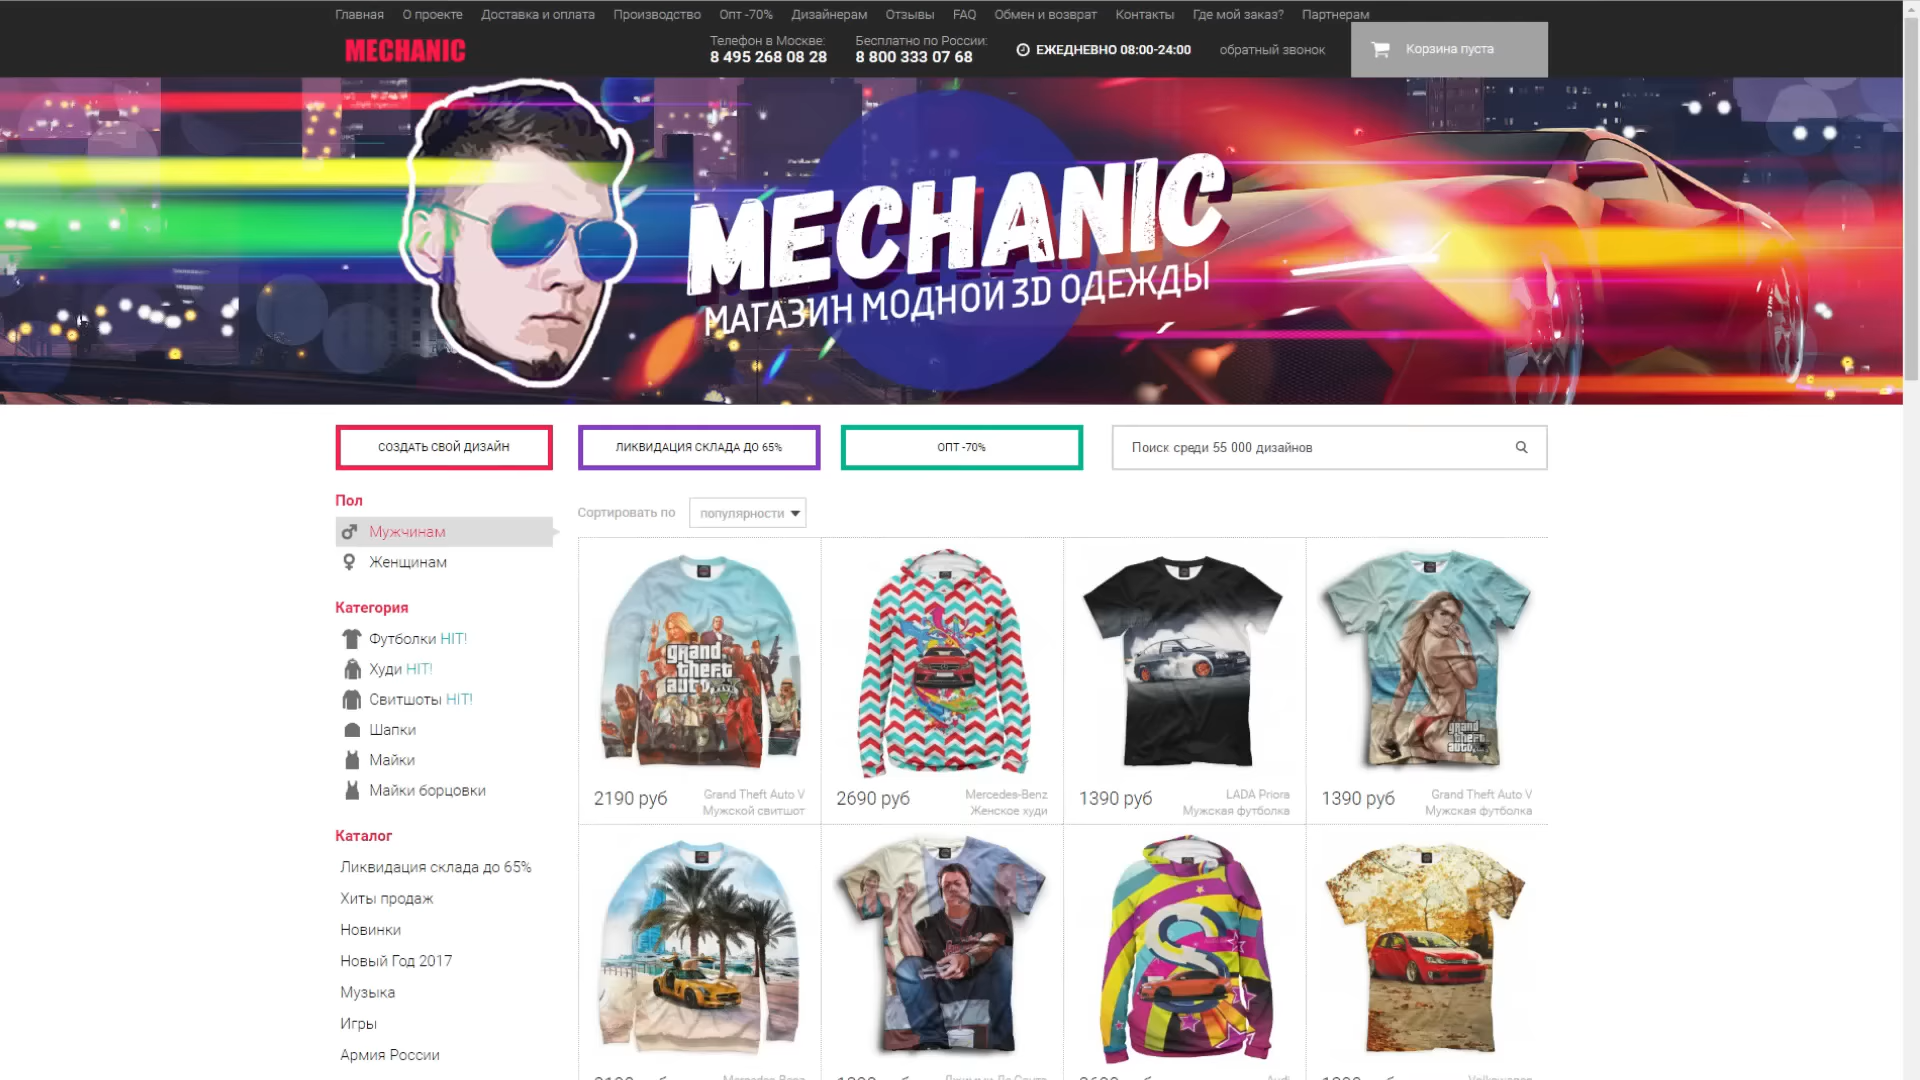 Главная О проекте Доставка и оплата Производство Опт -70% Дизайнерам Отзывы FAQ Обмен и возврат Контакты Где мой заказ? Партнерам
MECHANIC
Телефон в Москве:
8 495 268 08 28
Бесплатно по России:
8 800 333 07 68
ЕЖЕДНЕВНО 08:00-24:00
обратный звонок
Корзина пуста
MECHANIC
МАГАЗИН МОДНОЙ 3D ОДЕЖДЫ
СОЗДАТЬ СВОЙ ДИЗАЙН
ЛИКВИДАЦИЯ СКЛАДА ДО 65%
ОПТ -70%
Поиск среди 55 000 дизайнов
Пол
Мужчинам
Женщинам
Категория
Футболки HIT!
Худи HIT!
Свитшоты HIT!
Шапки
Майки
Майки борцовки
Каталог
Ликвидация склада до 65%
Хиты продаж
Новинки
Новый Год 2017
Музыка
Игры
Армия России
Сортировать по популярности
grand
theft
auto V
2190 руб
Grand Theft Auto V
Мужской свитшот
2690 руб
Mercedes-Benz
Женское худи
1390 руб
LADA Priora
Мужская футболка
grand
theft
auto
1390 руб
Grand Theft Auto V
Мужская футболка